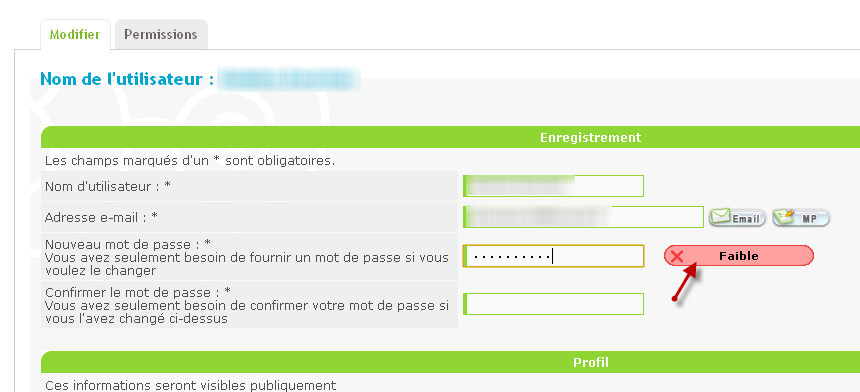 Modifier Permissions
Nom de l'utilisateur :
Enregistrement
Les champs marqués d'un * sont obligatoires.
Nom d'utilisateur : *
Adresse e-mail : *
Email MP
Nouveau mot de passe : *
Vous avez seulement besoin de fournir un mot de passe si vous
voulez le changer
Faible
Confirmer le mot de passe : *
Vous avez seulement besoin de confirmer votre mot de passe si
vous l'avez changé ci-dessus
Profil
Ces informations seront visibles publiquement